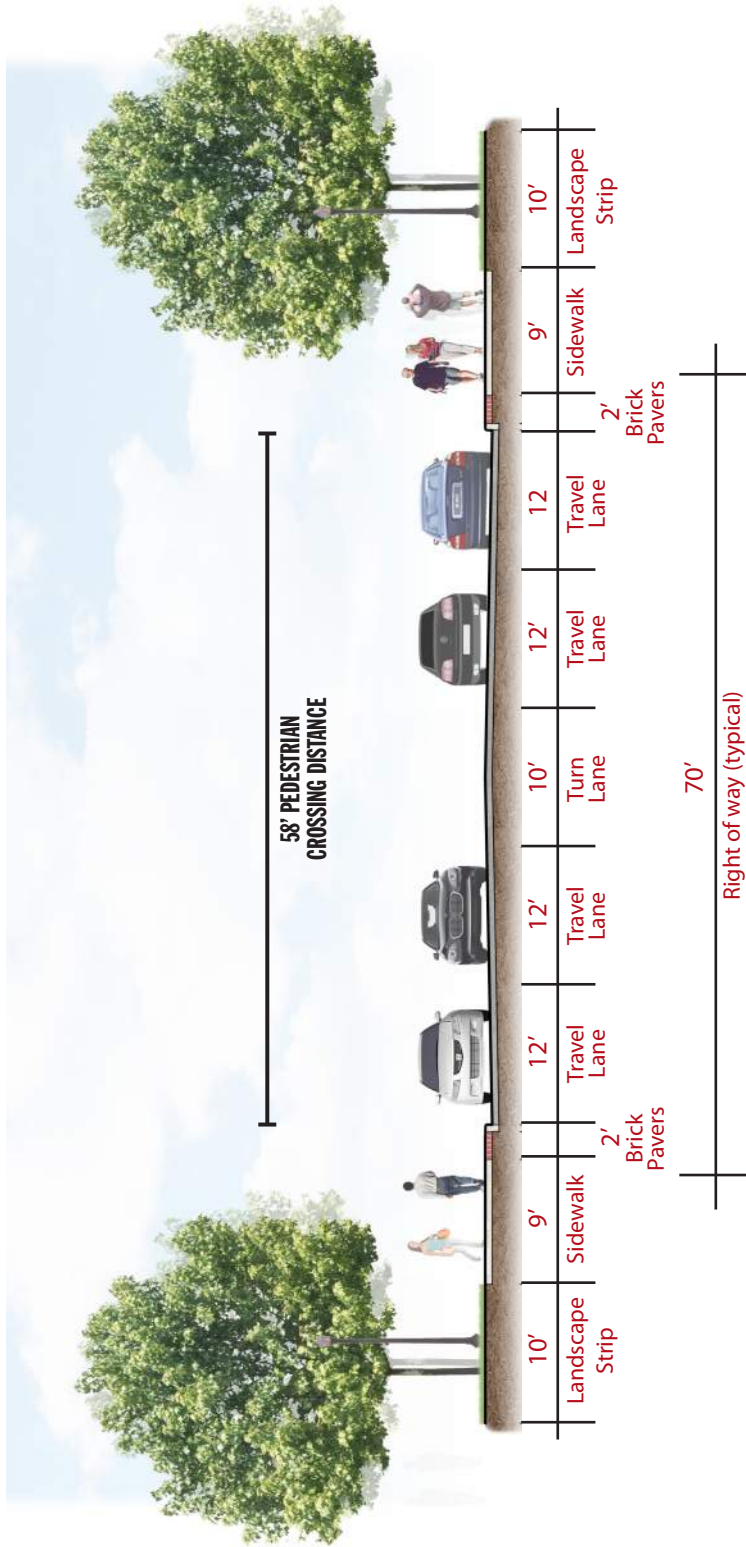 58' PEDESTRIAN
CROSSING DISTANCE
10'
Landscape
Strip
9'
Sidewalk
2'
Brick
Pavers
12'
Travel
Lane
12'
Travel
Lane
10'
Turn
Lane
12'
Travel
Lane
12
Travel
Lane
2'
Brick
Pavers
9'
Sidewalk
10'
Landscape
Strip
70'
Right of way (typical)